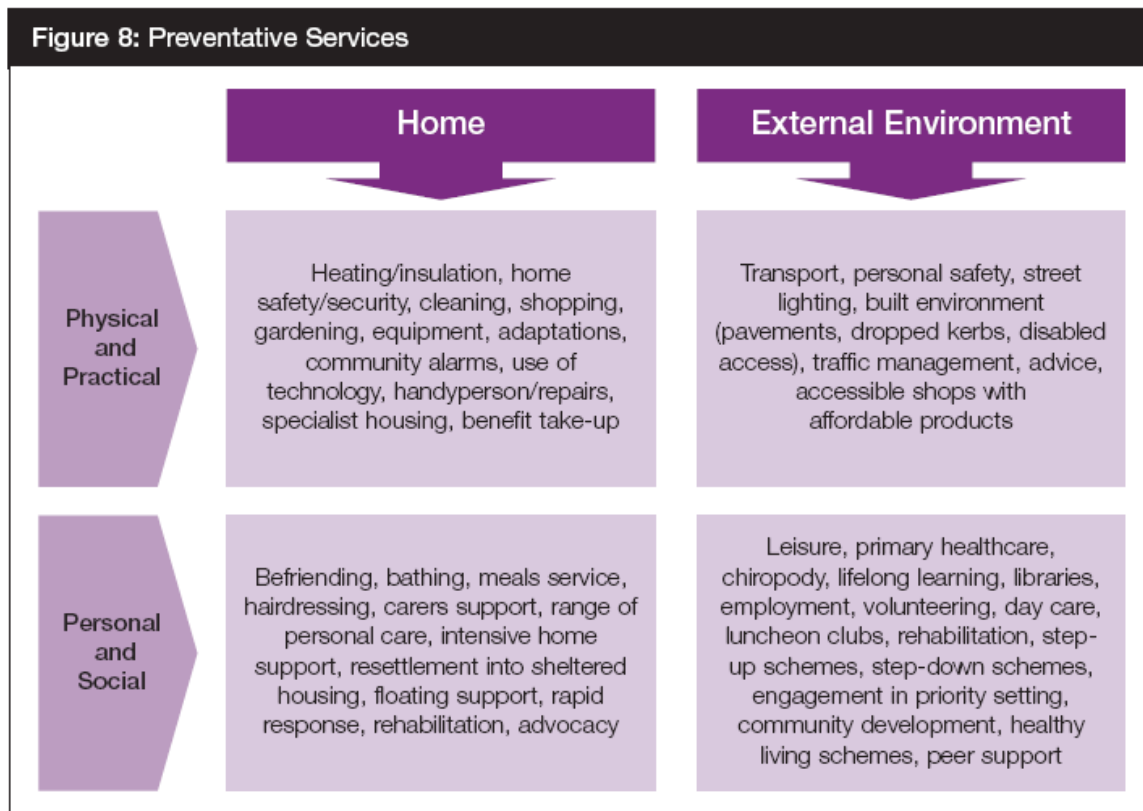 Figure 8: Preventative Services
Home
External Environment
Physical
and
Practical
Heating/insulation, home
safety/security, cleaning, shopping,
gardening, equipment, adaptations,
community alarms, use of
technology, handyperson/repairs,
specialist housing, benefit take-up
Transport, personal safety, street
lighting, built environment
(pavements, dropped kerbs, disabled
access), traffic management, advice,
accessible shops with
affordable products
Personal
and
Social
Befriending, bathing, meals service,
hairdressing, carers support, range of
personal care, intensive home
support, resettlement into sheltered
housing, floating support, rapid
response, rehabilitation, advocacy
Leisure, primary healthcare,
chiropody, lifelong learning, libraries,
employment, volunteering, day care,
luncheon clubs, rehabilitation, step-
up schemes, step-down schemes,
engagement in priority setting,
community development, healthy
living schemes, peer support